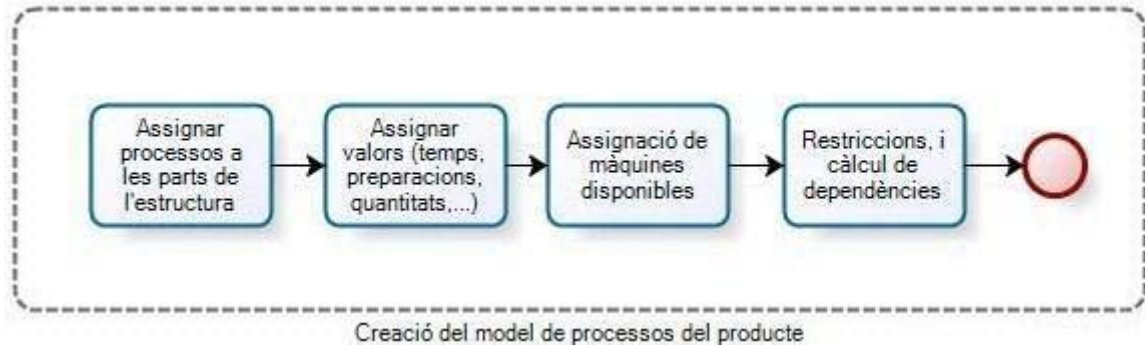 Assignar
processos a
les parts de
l'estructura
Assignar
valors (temps,
preparacions,
quantitats,...)
Assignació de
màquines
disponibles
Restriccions, i
càlcul de
dependències
Creació del model de processos del producte